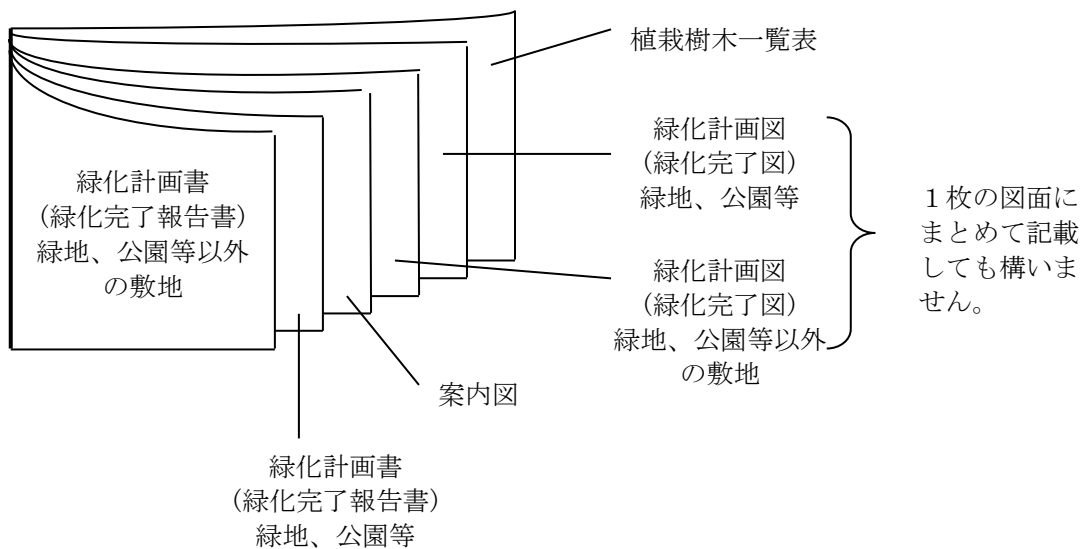 植栽樹木一覧表
緑化計画図
(緑化完了図)
緑地、公園等
緑化計画図
(緑化完了図)
緑地、公園等以外
の敷地
１枚の図面に
まとめて記載
しても構いま
せん。
緑化計画書
(緑化完了報告書)
緑地、公園等以外
の敷地
案内図
緑化計画書
(緑化完了報告書)
緑地、公園等